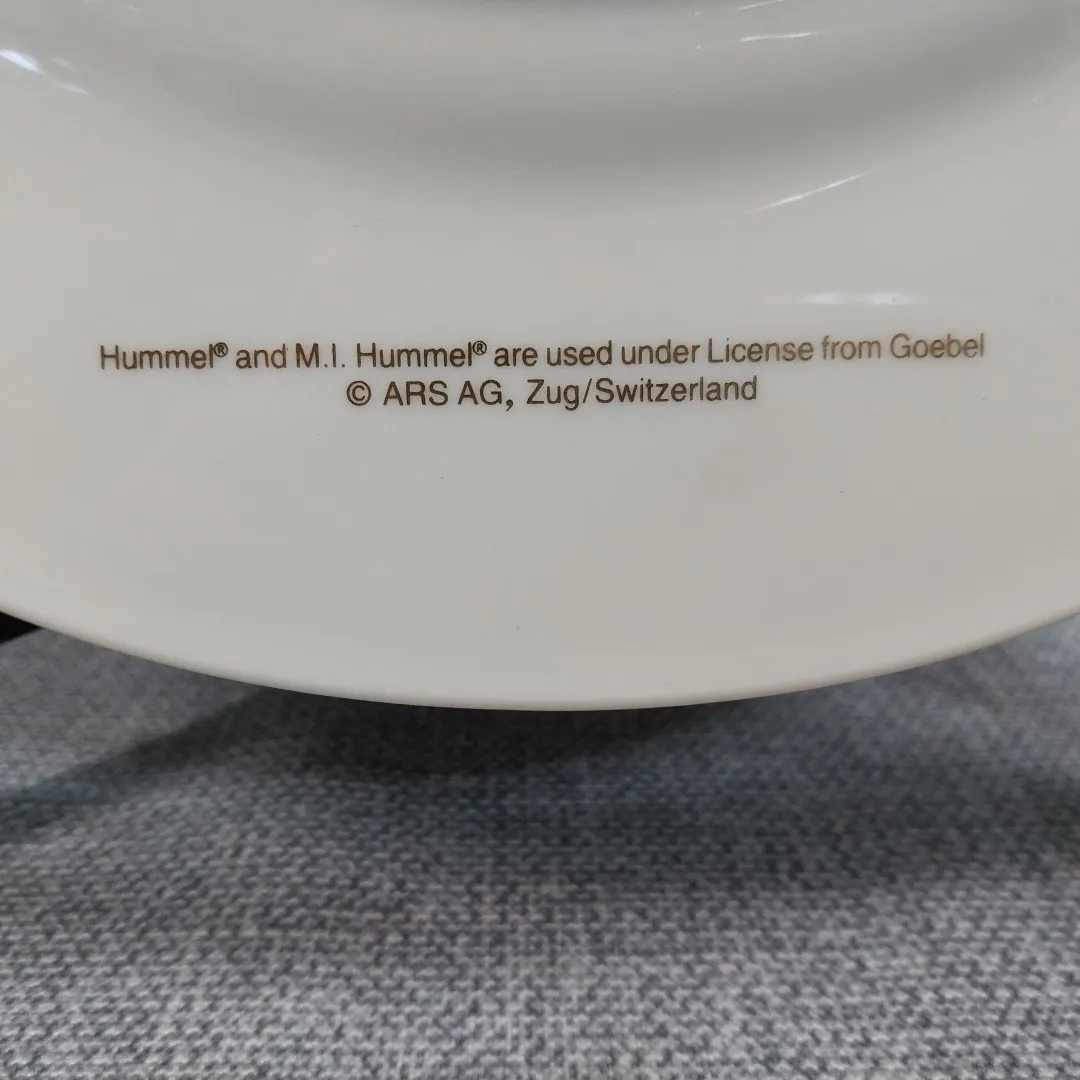 Hummel® and M.I. Hummel® are used under License from Goebel
© ARS AG, Zug/Switzerland